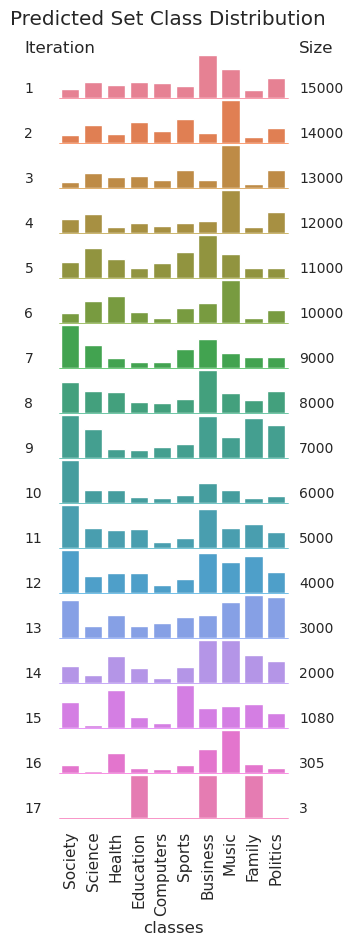 Predicted Set Class Distribution
Iteration Size
1 15000
2 14000
3 13000
4 12000
5 11000
6 10000
7 9000
8 8000
9 7000
10 6000
11 5000
12 4000
13 3000
14 2000
15 1080
16 305
17 3
Society
Science
Health
Education
Computers
Sports
Business
Music
Family
Politics
classes